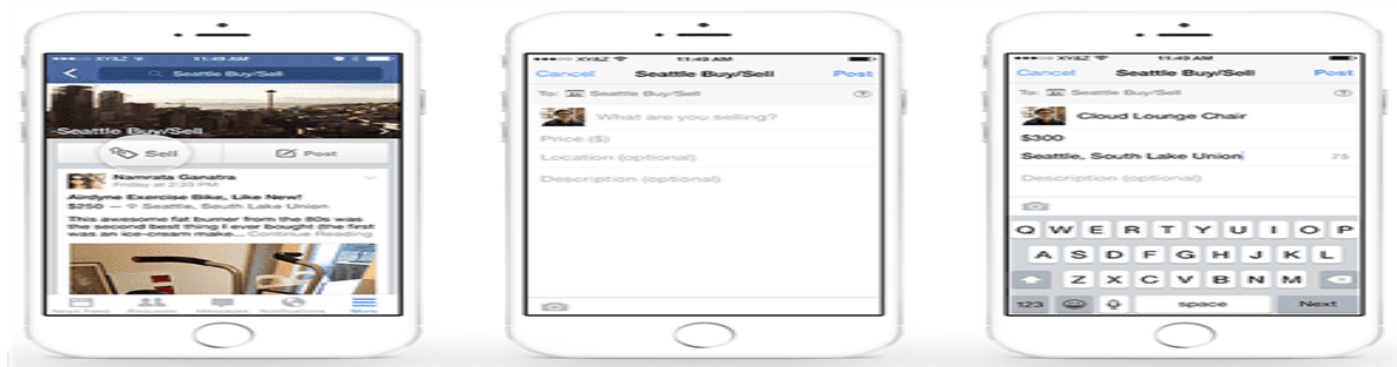 XYZ 11:49 AM
Seattle Buy/Sell
Seattle Buy/Sell
Sell Post
Namrata Ganatra
Friday at 2:33 PM
Airdyne Exercise Bike, Like New!
$250 — Seattle, South Lake Union
This awesome fat burner from the 80s was
the second best thing I ever bought (the first
was an ice-cream make... Continue Reading
News Feed Requests Messages Notifications More
XY&Z 11:49 AM
Cancel Seattle Buy/Sell Post
To: Seattle Buy/Sell
What are you selling?
Price ($)
Location (optional)
Description (optional)
XY&Z 11:49 AM
Cancel Seattle Buy/Sell Post
To: Seattle Buy/Sell
Cloud Lounge Chair
$300
Seattle, South Lake Union 75
Description (optional)
Q W E R T Y U I O P
A S D F G H J K L
Z X C V B N M
123 space Next